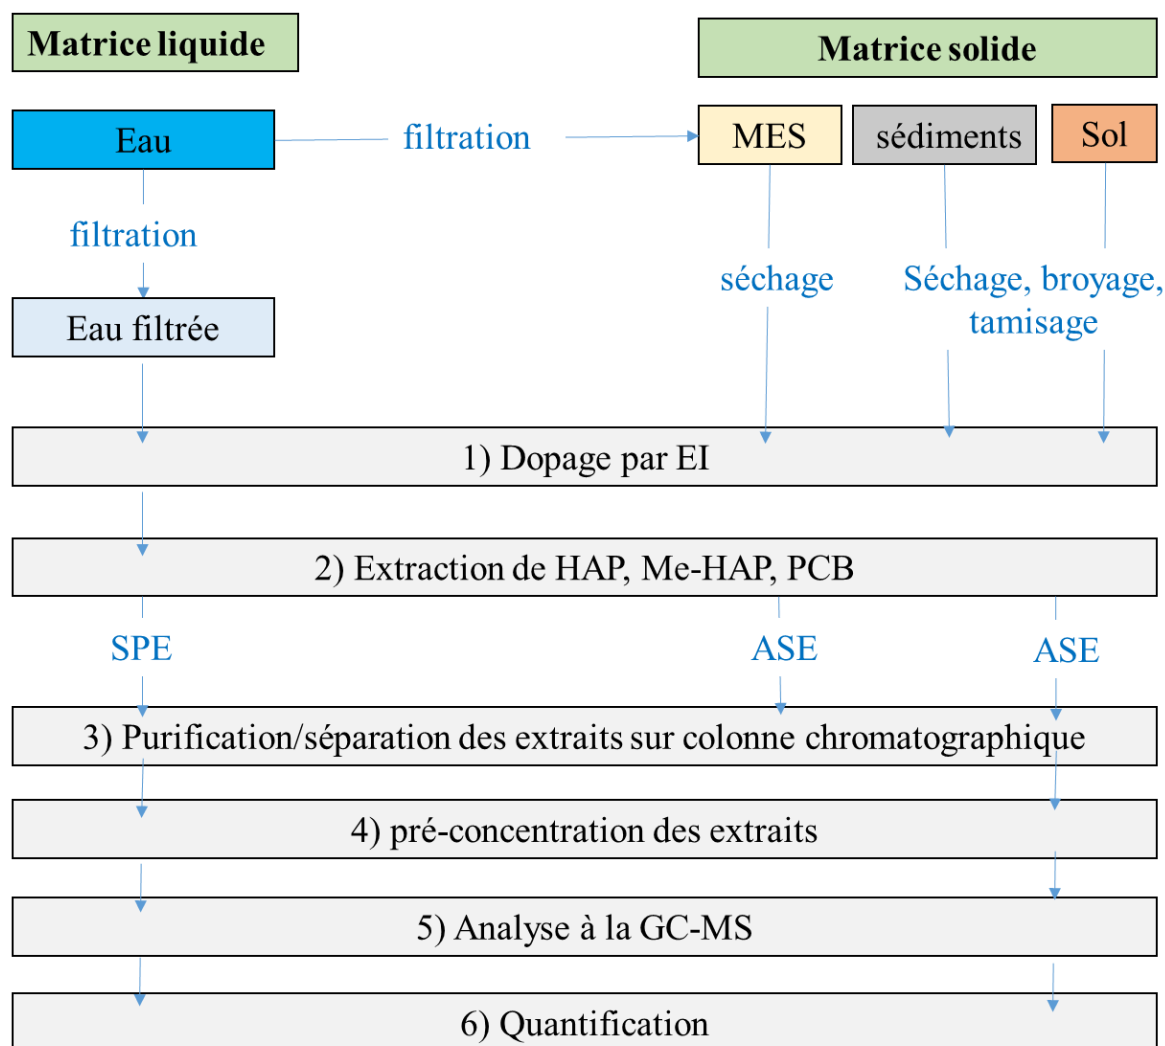 Matrice liquide
Matrice solide
Eau
filtration
MES
sédiments
Sol
filtration
séchage
Séchage, broyage,
tamisage
Eau filtrée
1) Dopage par EI
2) Extraction de HAP, Me-HAP, PCB
SPE
ASE
ASE
3) Purification/séparation des extraits sur colonne chromatographique
4) pré-concentration des extraits
5) Analyse à la GC-MS
6) Quantification